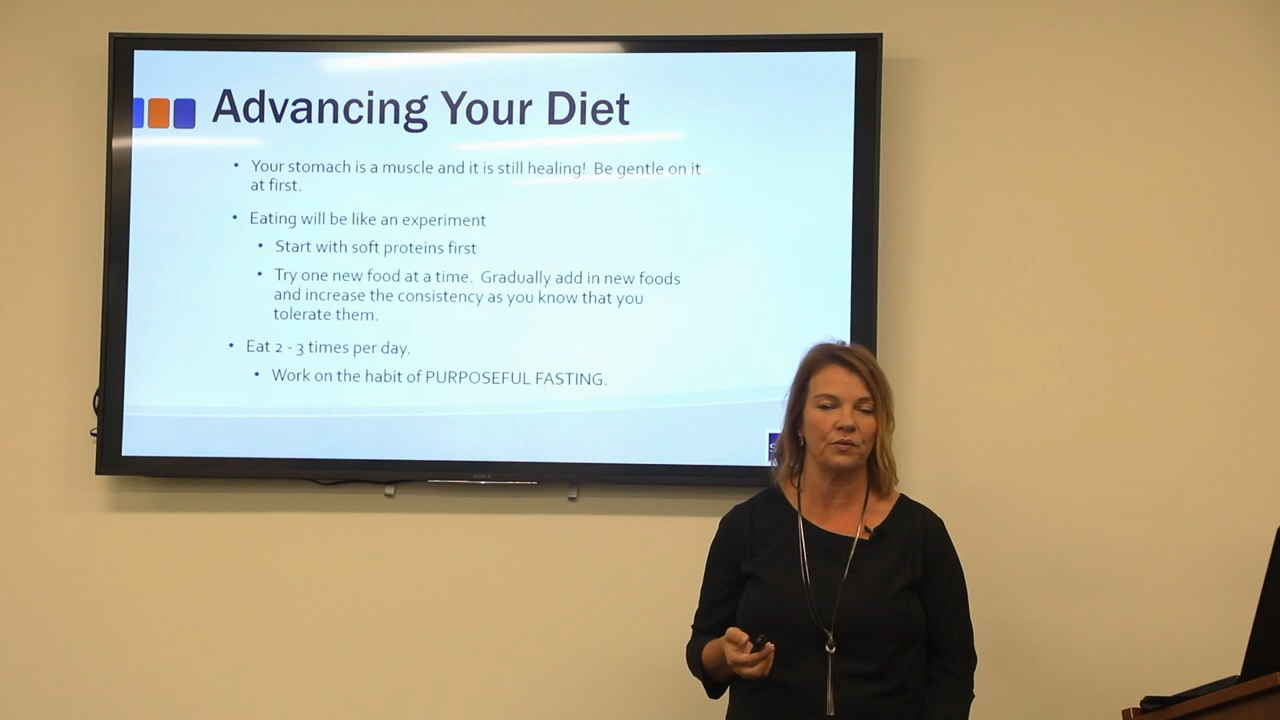 Advancing Your Diet
• Your stomach is a muscle and it is still healing! Be gentle on it
at first.
• Eating will be like an experiment
• Start with soft proteins first
• Try one new food at a time. Gradually add in new foods
and increase the consistency as you know that you
tolerate them.
• Eat 2 - 3 times per day.
• Work on the habit of PURPOSEFUL FASTING.
SONY